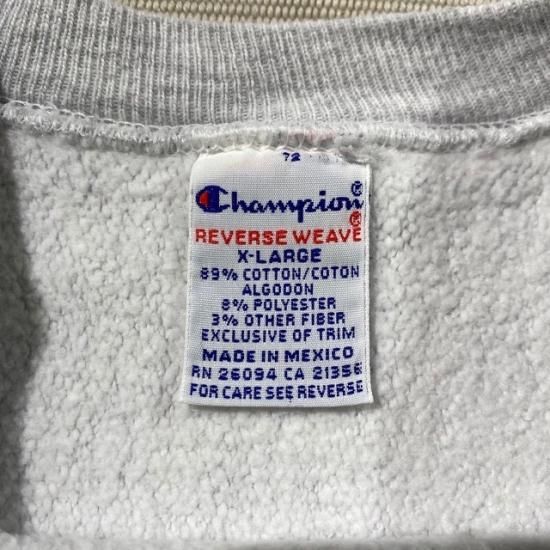 72
Champion®
REVERSE WEAVE®
X-LARGE
89% COTTON/COTON
ALGODON
8% POLYESTER
3% OTHER FIBER
EXCLUSIVE OF TRIM
MADE IN MEXICO
RN 26094 CA 21356
FOR CARE SEE REVERSE